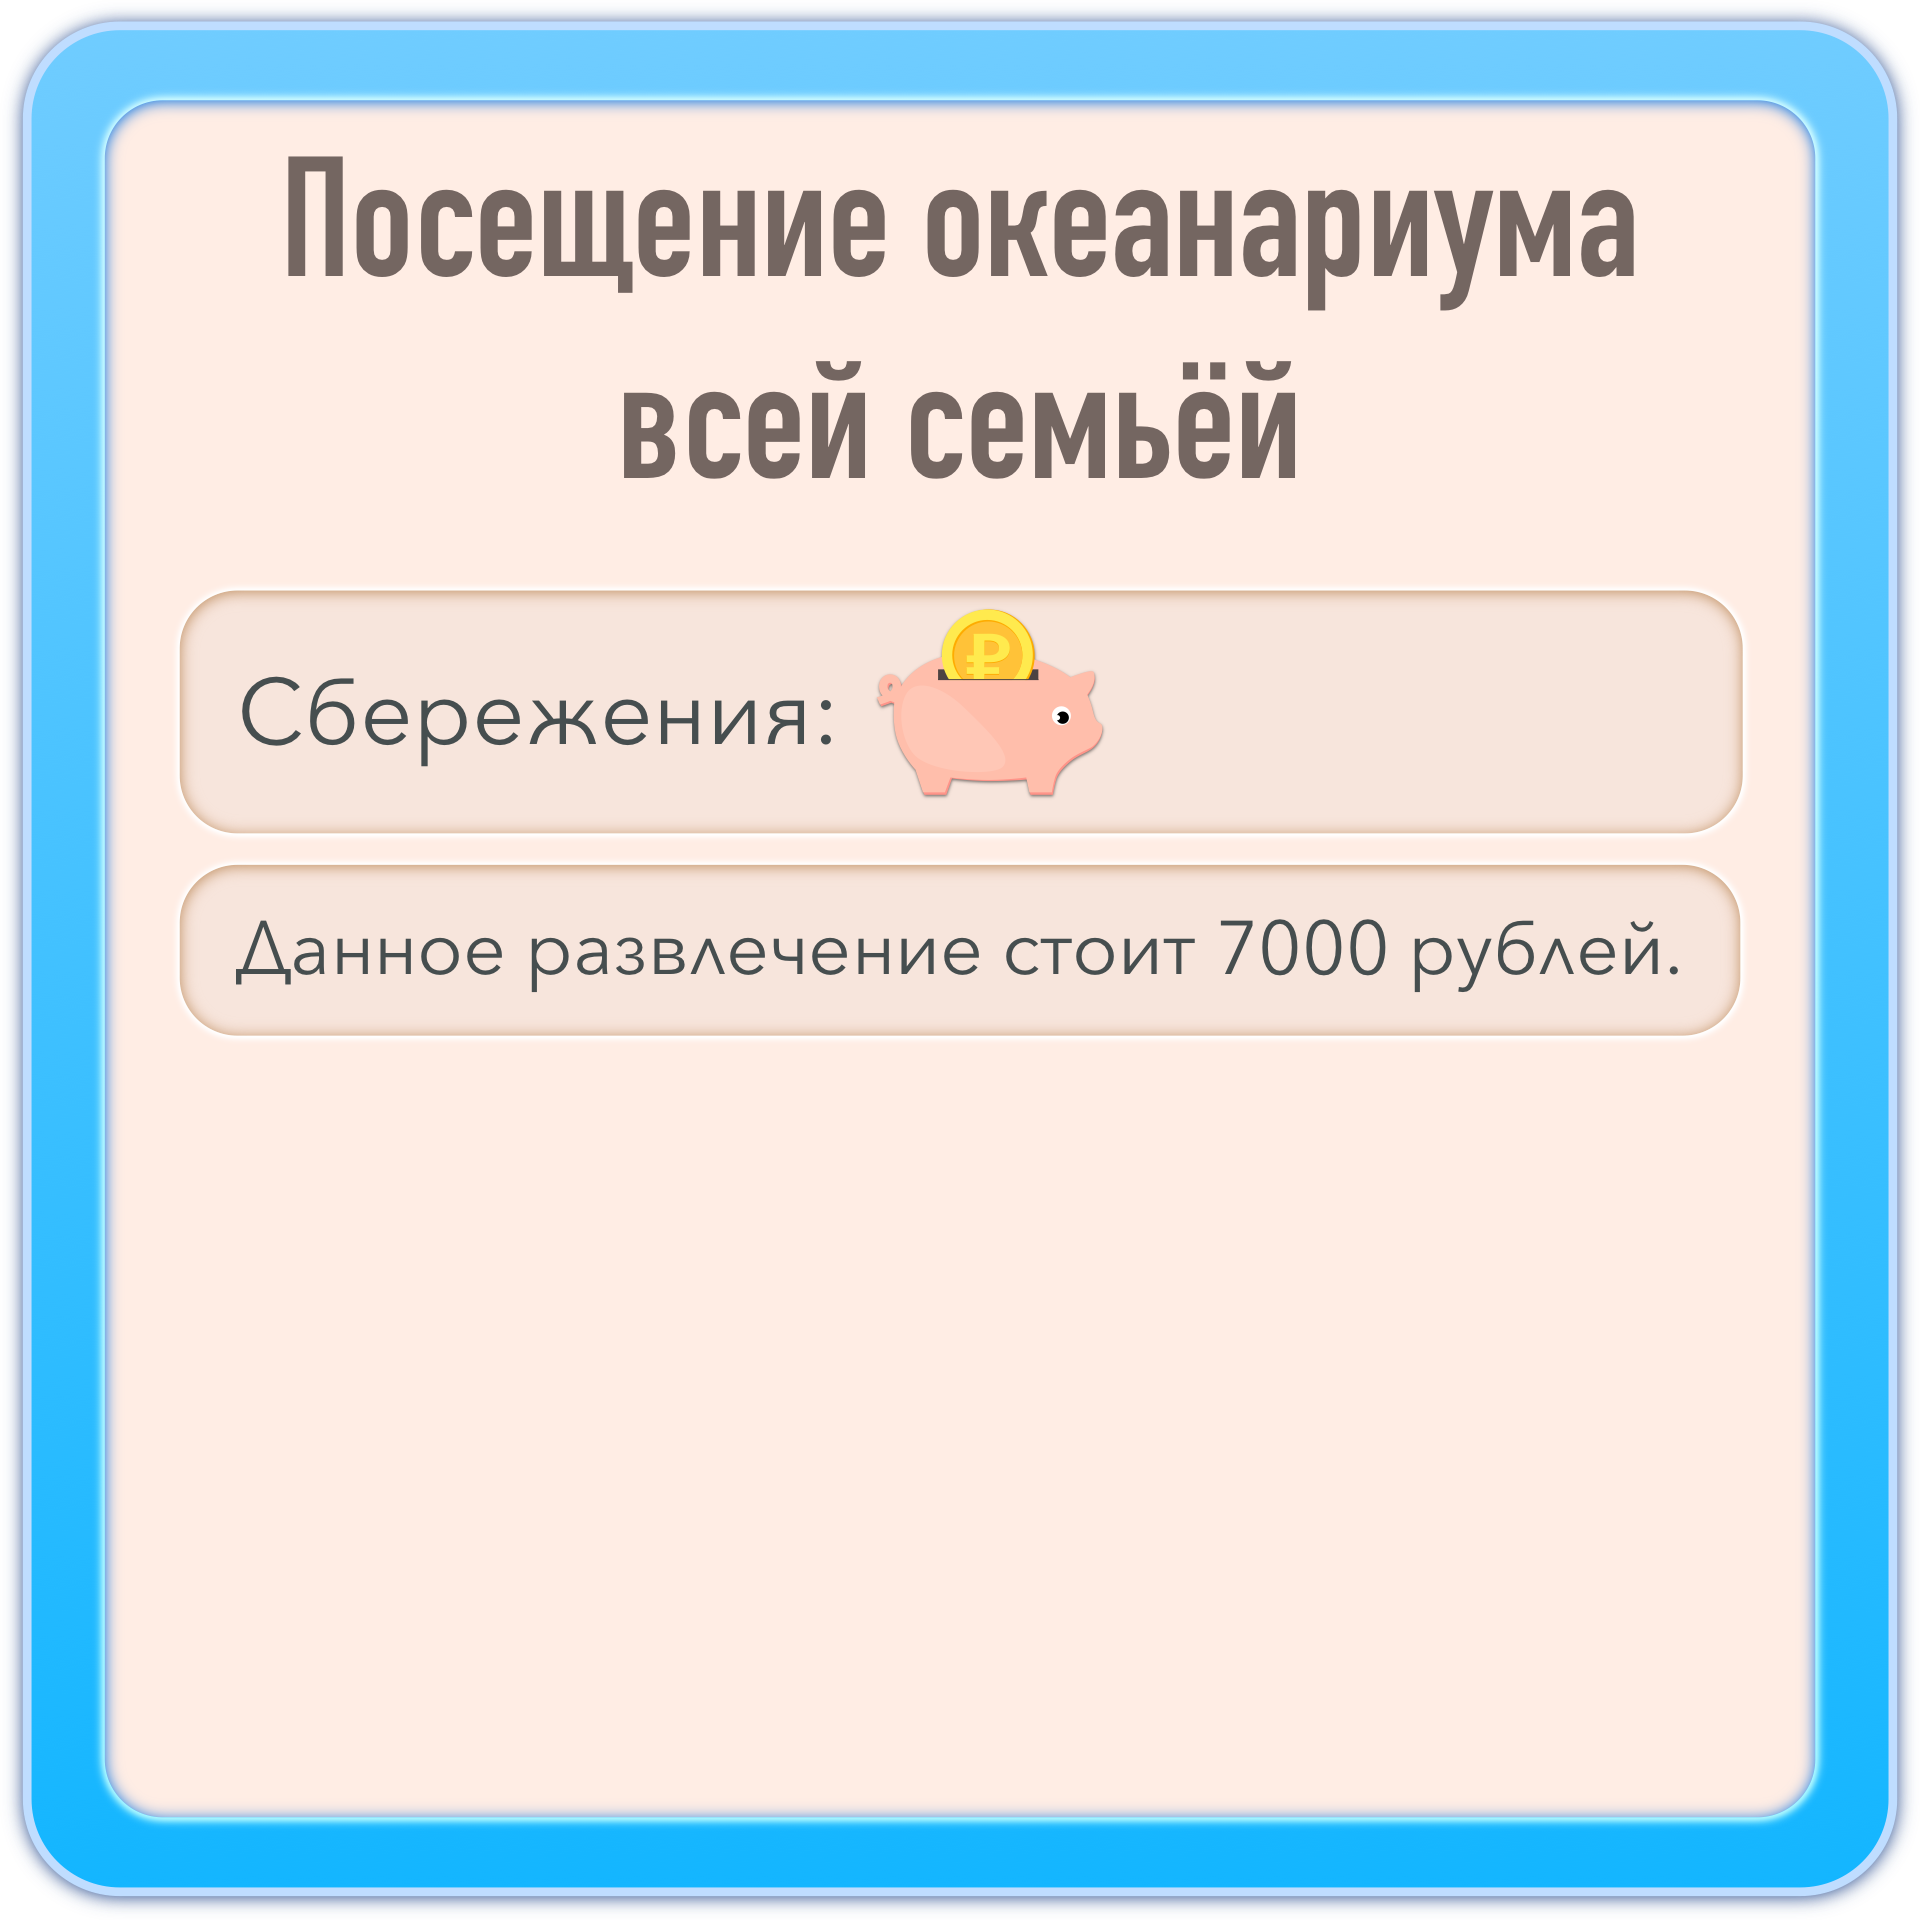 Посещение океанариума
всей семьёй
Сбережения:
₽
Данное развлечение стоит 7000 рублей.